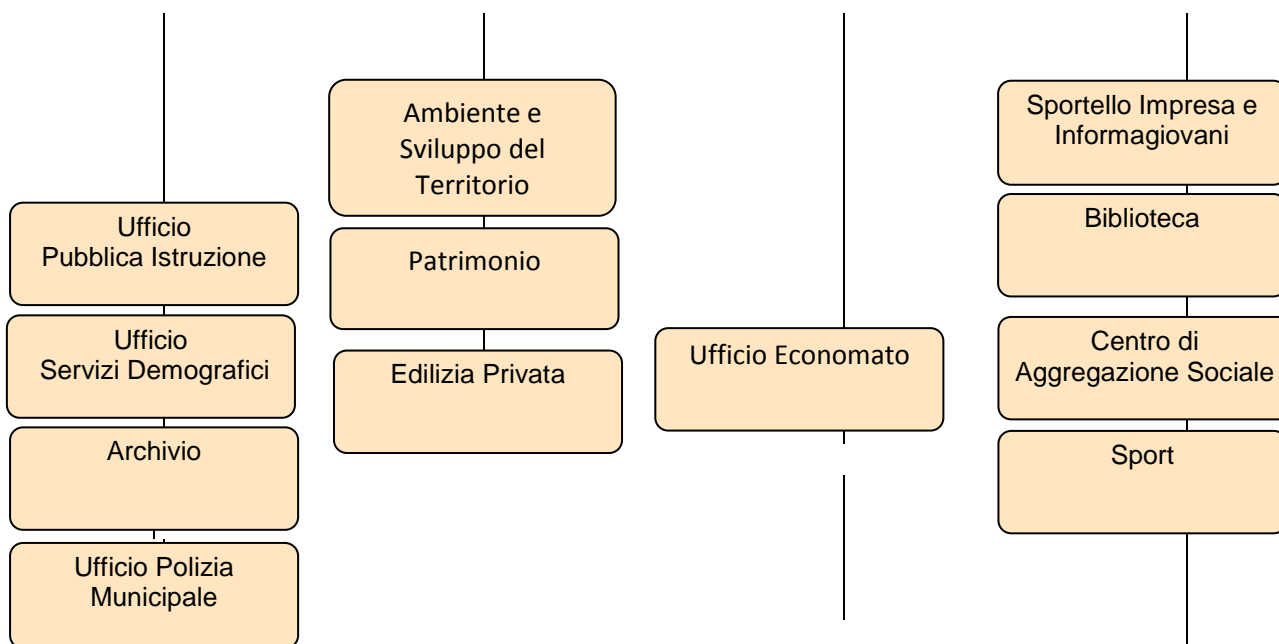 Ufficio
Pubblica Istruzione
Ufficio
Servizi Demografici
Archivio
Ufficio Polizia
Municipale
Ambiente e
Sviluppo del
Territorio
Patrimonio
Edilizia Privata
Ufficio Economato
Sportello Impresa e
Informagiovani
Biblioteca
Centro di
Aggregazione Sociale
Sport